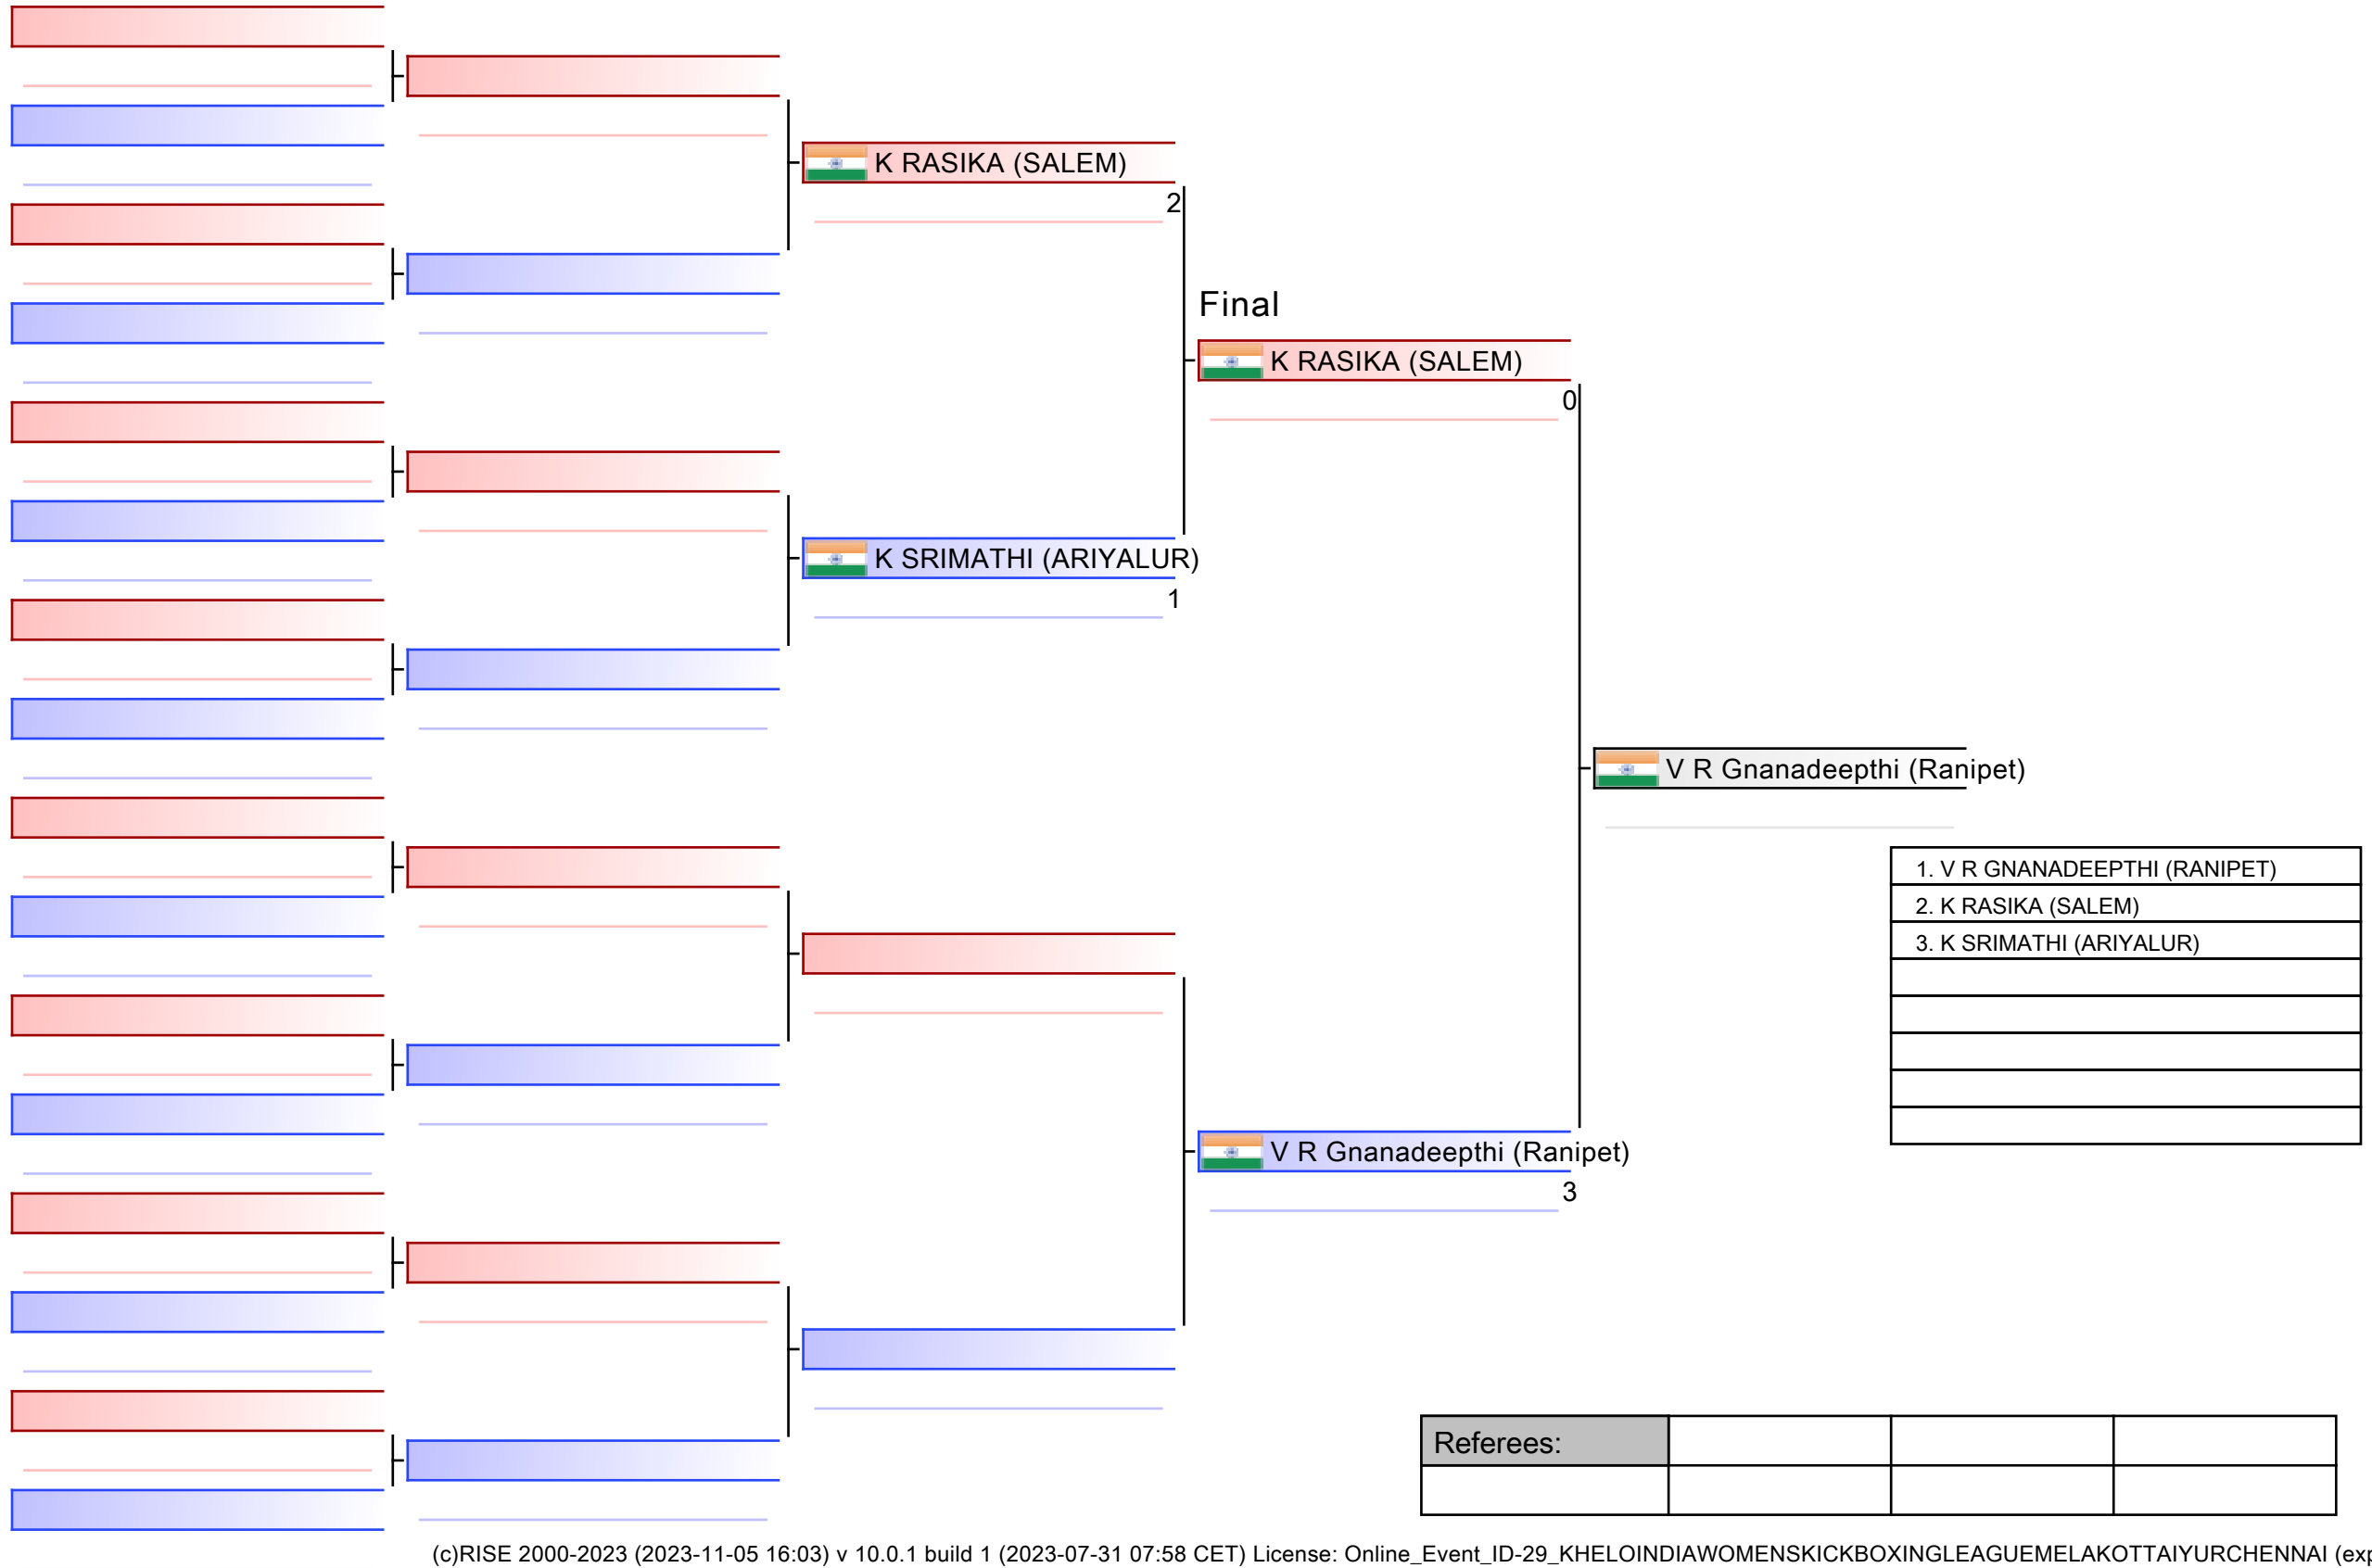 K RASIKA (SALEM)
2
Final
K RASIKA (SALEM)
0
K SRIMATHI (ARIYALUR)
1
V R Gnanadeepthi (Ranipet)
1. V R GNANADEEPTHI (RANIPET)
2. K RASIKA (SALEM)
3. K SRIMATHI (ARIYALUR)
V R Gnanadeepthi (Ranipet)
3
Referees:
(c)RISE 2000-2023 (2023-11-05 16:03) v 10.0.1 build 1 (2023-07-31 07:58 CET) License: Online_Event_ID-29_KHELOINDIAWOMENSKICKBOXINGLEAGUEMELAKOTTAIYURCHENNAI (exp